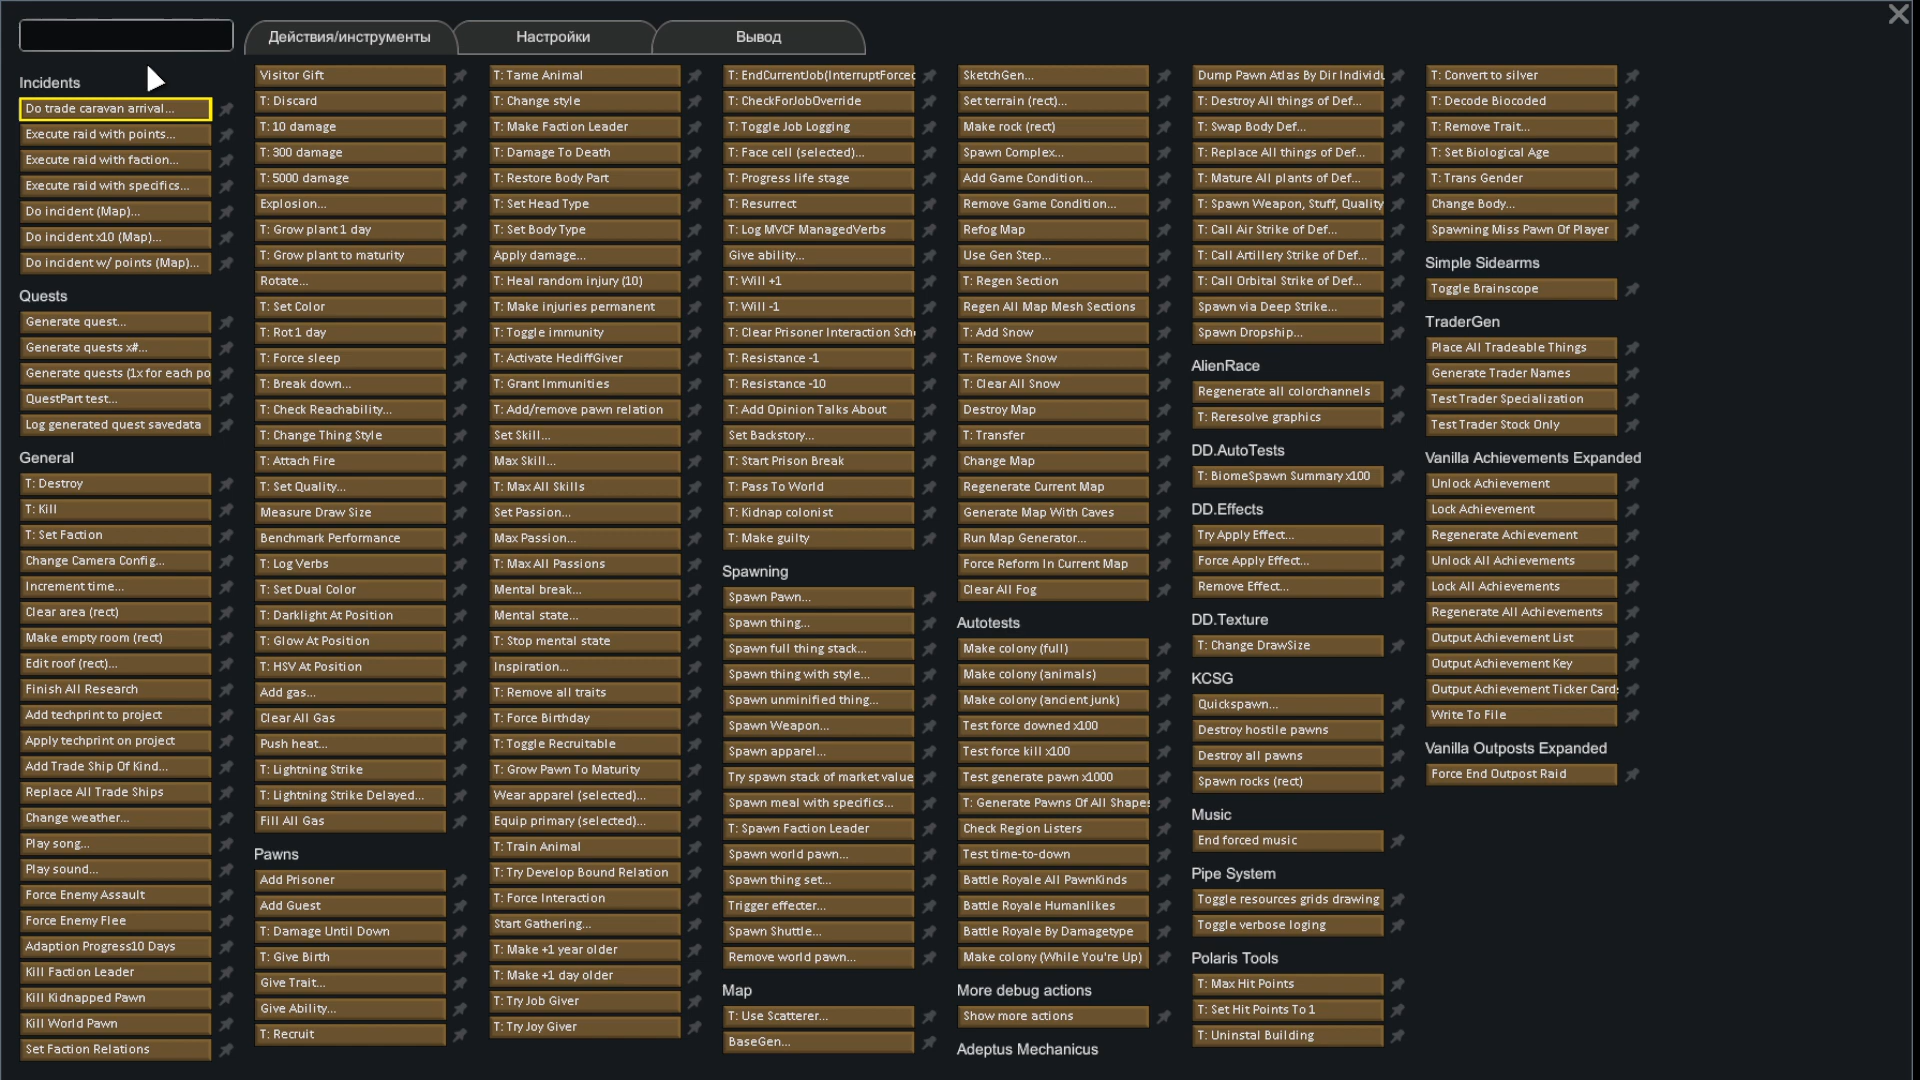 Действия/инструменты
Настройки
Вывод
Incidents
Do trade caravan arrival...
Execute raid with points...
Execute raid with faction...
Execute raid with specifics...
Do incident (Map)...
Do incident x10 (Map)...
Do incident w/ points (Map)...
Quests
Generate quest...
Generate quests x#...
Generate quests (1x for each po
QuestPart test...
Log generated quest savedata
General
T: Destroy
T: Kill
T: Set Faction
Change Camera Config...
Increment time...
Clear area (rect)
Make empty room (rect)
Edit roof (rect)...
Finish All Research
Add techprint to project
Apply techprint on project
Add Trade Ship Of Kind...
Replace All Trade Ships
Change weather...
Play song...
Play sound...
Force Enemy Assault
Force Enemy Flee
Adaption Progress10 Days
Kill Faction Leader
Kill Kidnapped Pawn
Kill World Pawn
Set Faction Relations
Visitor Gift
T: Discard
T: 10 damage
T: 300 damage
T: 5000 damage
Explosion...
T: Grow plant 1 day
T: Grow plant to maturity
Rotate...
T: Set Color
T: Rot 1 day
T: Force sleep
T: Break down...
T: Check Reachability...
T: Change Thing Style
T: Attach Fire
T: Set Quality...
Measure Draw Size
Benchmark Performance
T: Log Verbs
T: Set Dual Color
T: Darklight At Position
T: Glow At Position
T: HSV At Position
Add gas...
Clear All Gas
Push heat...
T: Lightning Strike
T: Lightning Strike Delayed...
Fill All Gas
Pawns
Add Prisoner
Add Guest
T: Damage Until Down
T: Give Birth
Give Trait...
Give Ability...
T: Recruit
T: Tame Animal
T: Change style
T: Make Faction Leader
T: Damage To Death
T: Restore Body Part
T: Set Head Type
T: Set Body Type
Apply damage...
T: Heal random injury (10)
T: Make injuries permanent
T: Toggle immunity
T: Activate HediffGiver
T: Grant Immunities
T: Add/remove pawn relation
Set Skill...
Max Skill...
T: Max All Skills
Set Passion...
Max Passion...
T: Max All Passions
Mental break...
Mental state...
T: Stop mental state
Inspiration...
T: Remove all traits
T: Force Birthday
T: Toggle Recruitable
T: Grow Pawn To Maturity
Wear apparel (selected)...
Equip primary (selected)...
T: Train Animal
T: Try Develop Bound Relation
T: Force Interaction
Start Gathering...
T: Make +1 year older
T: Make +1 day older
T: Try Job Giver
T: Try Joy Giver
T: EndCurrentJob(InterruptForced
T: CheckForJobOverride
T: Toggle Job Logging
T: Face cell (selected)...
T: Progress life stage
T: Resurrect
T: Log MVCF ManagedVerbs
Give ability...
T: Will +1
T: Will -1
T: Clear Prisoner Interaction Sch
T: Resistance -1
T: Resistance -10
T: Add Opinion Talks About
Set Backstory...
T: Start Prison Break
T: Pass To World
T: Kidnap colonist
T: Make guilty
Spawning
Spawn Pawn...
Spawn thing...
Spawn full thing stack...
Spawn thing with style...
Spawn unminified thing...
Spawn Weapon...
Spawn apparel...
Try spawn stack of market value
Spawn meal with specifics...
T: Spawn Faction Leader
Spawn world pawn...
Spawn thing set...
Trigger effecter...
Spawn Shuttle...
Remove world pawn...
Map
T: Use Scatterer...
BaseGen...
SketchGen...
Set terrain (rect)...
Make rock (rect)
Spawn Complex...
Add Game Condition...
Remove Game Condition...
Refog Map
Use Gen Step...
T: Regen Section
Regen All Map Mesh Sections
T: Add Snow
T: Remove Snow
T: Clear All Snow
Destroy Map
T: Transfer
Change Map
Regenerate Current Map
Generate Map With Caves
Run Map Generator...
Force Reform In Current Map
Clear All Fog
Autotests
Make colony (full)
Make colony (animals)
Make colony (ancient junk)
Test force downed x100
Test force kill x100
Test generate pawn x1000
T: Generate Pawns Of All Shapes
Check Region Listers
Test time-to-down
Battle Royale All PawnKinds
Battle Royale Humanlikes
Battle Royale By Damagetype
Make colony (While You're Up)
More debug actions
Show more actions
Adeptus Mechanicus
Dump Pawn Atlas By Dir Individu
T: Destroy All things of Def...
T: Swap Body Def...
T: Replace All things of Def...
T: Mature All plants of Def...
T: Spawn Weapon, Stuff, Quality
T: Call Air Strike of Def...
T: Call Artillery Strike of Def...
T: Call Orbital Strike of Def...
Spawn via Deep Strike...
Spawn Dropship...
AlienRace
Regenerate all colorchannels
T: Reresolve graphics
DD.AutoTests
T: BiomeSpawn Summary x100
DD.Effects
Try Apply Effect...
Force Apply Effect...
Remove Effect...
DD.Texture
T: Change DrawSize
KCSG
Quickspawn...
Destroy hostile pawns
Destroy all pawns
Spawn rocks (rect)
Music
End forced music
Pipe System
Toggle resources grids drawing
Toggle verbose loging
Polaris Tools
T: Max Hit Points
T: Set Hit Points To 1
T: Uninstal Building
T: Convert to silver
T: Decode Biocoded
T: Remove Trait...
T: Set Biological Age
T: Trans Gender
Change Body...
Spawning Miss Pawn Of Player
Simple Sidearms
Toggle Brainscope
TraderGen
Place All Tradeable Things
Generate Trader Names
Test Trader Specialization
Test Trader Stock Only
Vanilla Achievements Expanded
Unlock Achievement
Lock Achievement
Regenerate Achievement
Unlock All Achievements
Lock All Achievements
Regenerate All Achievements
Output Achievement List
Output Achievement Key
Output Achievement Ticker Card:
Write To File
Vanilla Outposts Expanded
Force End Outpost Raid